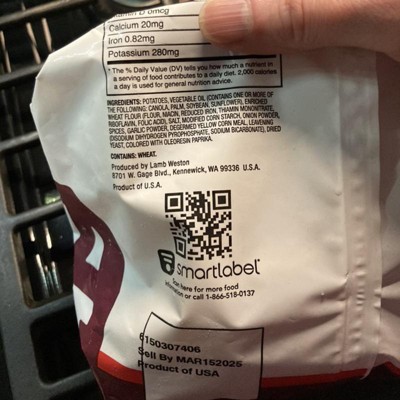 Vitamin D 0mcg
Calcium 20mg
Iron 0.82mg
Potassium 280mg
* The % Daily Value (DV) tells you how much a nutrient in
a serving of food contributes to a daily diet. 2,000 calories
a day is used for general nutrition advice.
INGREDIENTS: POTATOES, VEGETABLE OIL (CONTAINS ONE OR MORE OF
THE FOLLOWING: CANOLA, PALM, SOYBEAN, SUNFLOWER), ENRICHED
WHEAT FLOUR (FLOUR, NIACIN, REDUCED IRON, THIAMIN MONONITRATE,
RIBOFLAVIN, FOLIC ACID), SALT, MODIFIED CORN STARCH, ONION POWDER,
SPICES, GARLIC POWDER, DEGERMED YELLOW CORN MEAL, LEAVENING
(DISODIUM DIHYDROGEN PYROPHOSPHATE, SODIUM BICARBONATE), DRIED
YEAST, COLORED WITH OLEORESIN PAPRIKA.
CONTAINS: WHEAT.
Produced by Lamb Weston
8701 W. Gage Blvd., Kennewick, WA 99336 U.S.A.
Product of U.S.A.
smartlabel
Scan here for more food
information or call 1-866-518-0137
6150307406
Sell By MAR152025
Product of USA